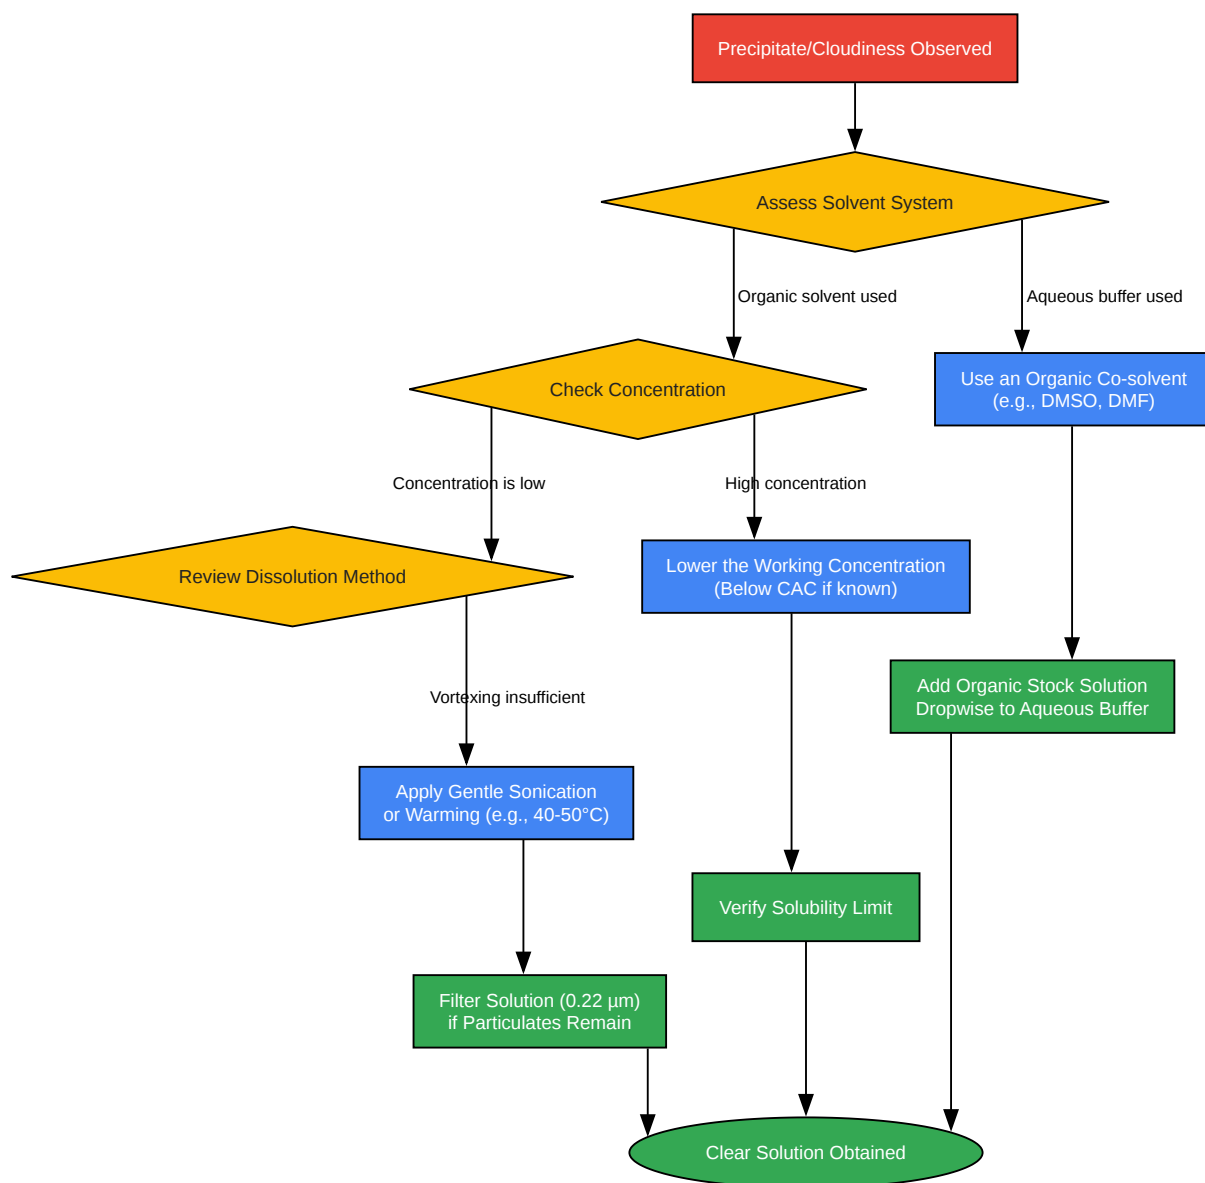 Precipitate/Cloudiness Observed
Assess Solvent System
Organic solvent used
Aqueous buffer used
Check Concentration
Use an Organic Co-solvent
(e.g., DMSO, DMF)
Concentration is low
High concentration
Review Dissolution Method
Lower the Working Concentration
(Below CAC if known)
Vortexing insufficient
Add Organic Stock Solution
Dropwise to Aqueous Buffer
Apply Gentle Sonication
or Warming (e.g., 40-50°C)
Verify Solubility Limit
Filter Solution (0.22 µm)
if Particulates Remain
Clear Solution Obtained